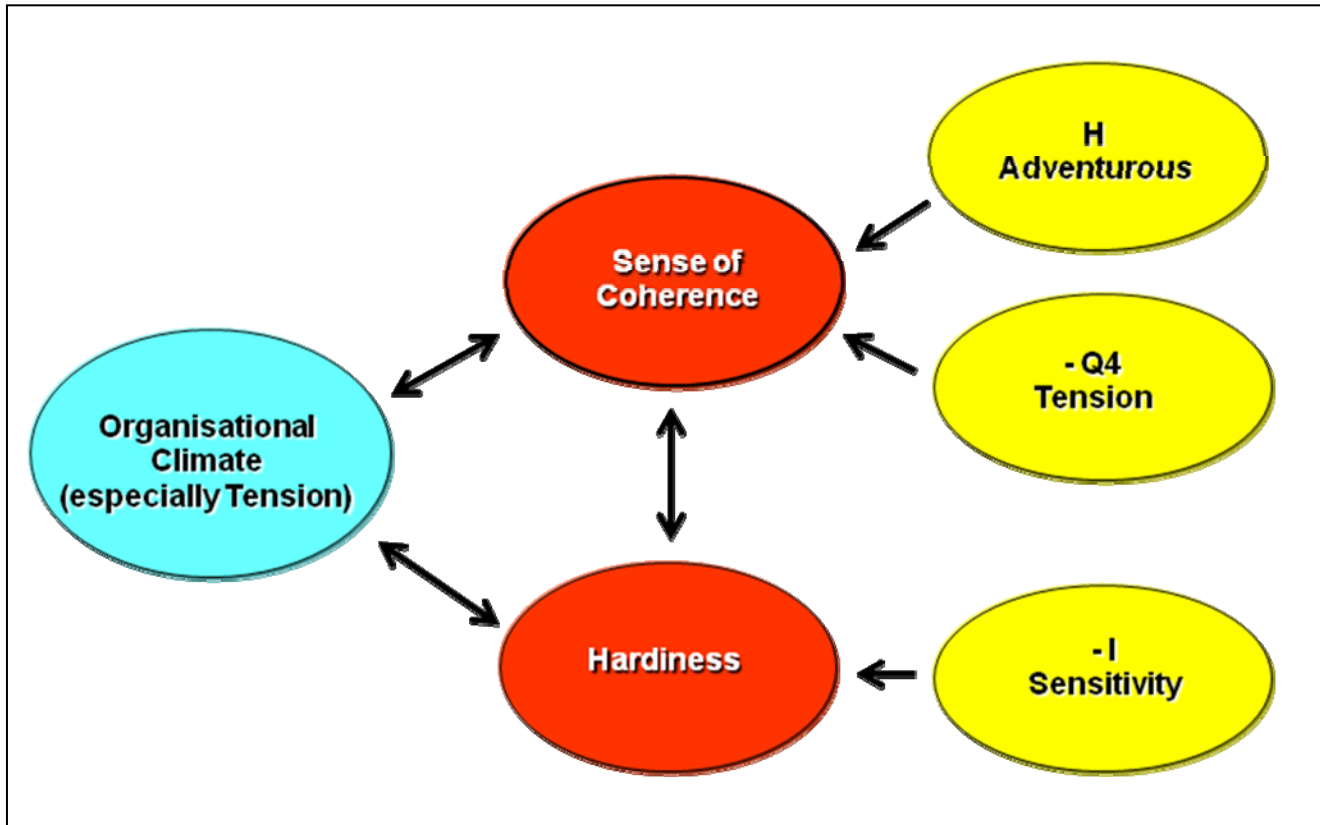 H
Adventurous
Sense of
Coherence
- Q4
Tension
Organisational
Climate
(especially Tension)
Hardiness
- I
Sensitivity